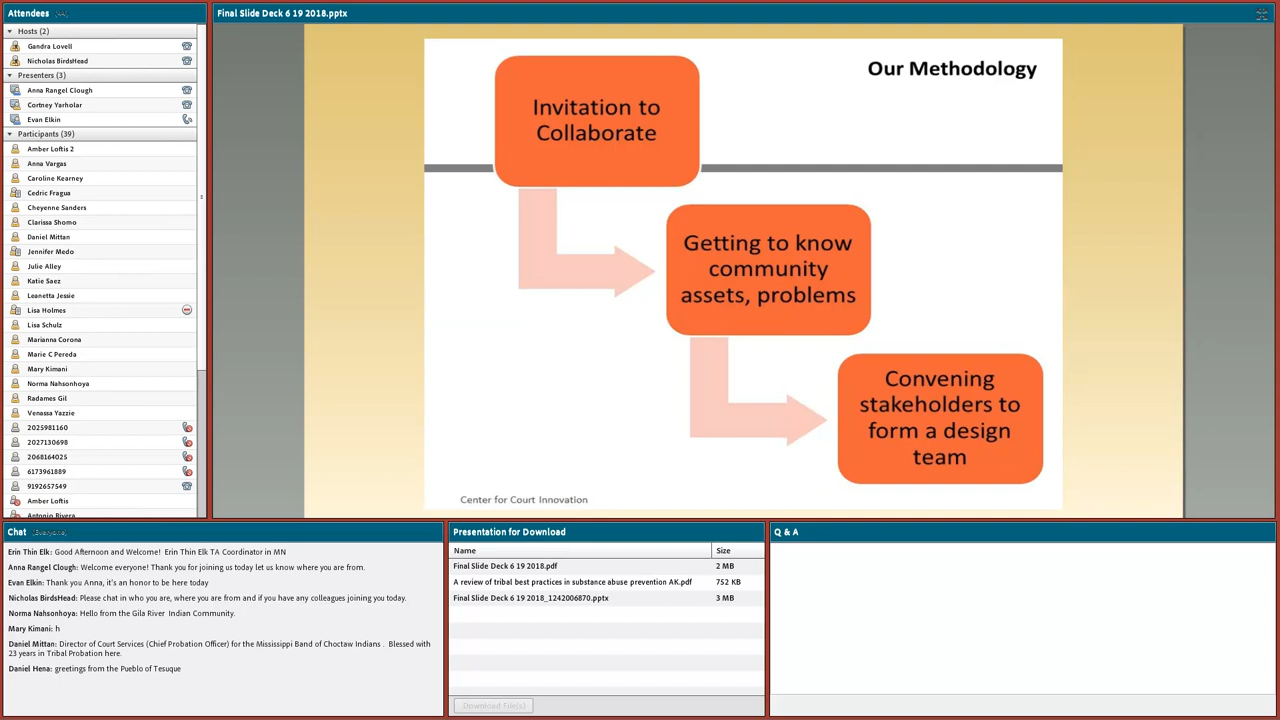 Attendees
Hosts (2)
Gandra Lovell
Nicholas BirdsHead
Presenters (3)
Anna Rangel Clough
Cortney Yarholar
Evan Elkin
Participants (39)
Amber Loftis 2
Anna Vargas
Caroline Kearney
Cedric Fragua
Cheyenne Sanders
Clarissa Shomo
Daniel Mittan
Jennifer Medo
Julie Alley
Katie Saez
Leanetta Jessie
Lisa Holmes
Lisa Schulz
Marianna Corona
Marie C Pereda
Mary Kimani
Norma Nahsonhoya
Radames Gil
Venassa Yazzie
2025981160
2027130698
2068164025
6173961889
9192657549
Amber Loftis
Antonio Rivera
Final Slide Deck 6 19 2018.pptx
Our Methodology
Invitation to
Collaborate
Getting to know
community
assets, problems
Convening
stakeholders to
form a design
team
Center for Court Innovation
Chat (Everyone)
Erin Thin Elk: Good Afternoon and Welcome! Erin Thin Elk TA Coordinator in MN
Anna Rangel Clough: Welcome everyone! Thank you for joining us today let us know where you are from.
Evan Elkin: Thank you Anna, it's an honor to be here today
Nicholas BirdsHead: Please chat in who you are, where you are from and if you have any colleagues joining you today.
Norma Nahsonhoya: Hello from the Gila River Indian Community.
Mary Kimani: h
Daniel Mittan: Director of Court Services (Chief Probation Officer) for the Mississippi Band of Choctaw Indians . Blessed with
23 years in Tribal Probation here.
Daniel Hena: greetings from the Pueblo of Tesuque
Presentation for Download
Name Size
Final Slide Deck 6 19 2018.pdf 2 MB
A review of tribal best practices in substance abuse prevention AK.pdf 752 KB
Final Slide Deck 6 19 2018_1242006870.pptx 3 MB
Download File(s)
Q & A